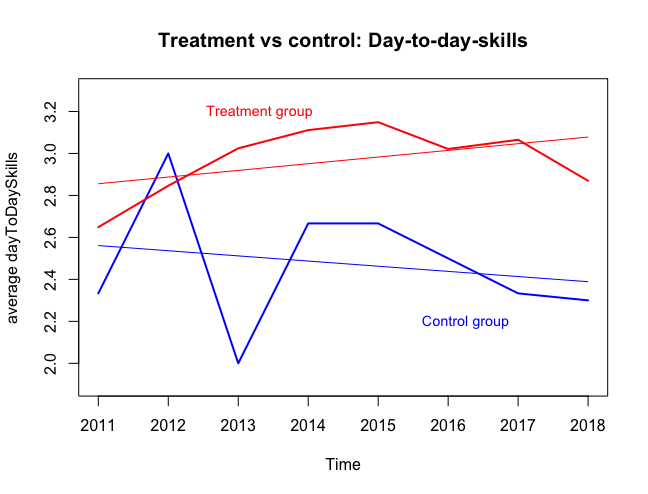 Treatment vs control: Day-to-day-skills
average dayToDaySkills
3.2
3.0
2.8
2.6
2.4
2.2
2.0
Treatment group
Control group
2011 2012 2013 2014 2015 2016 2017 2018
Time